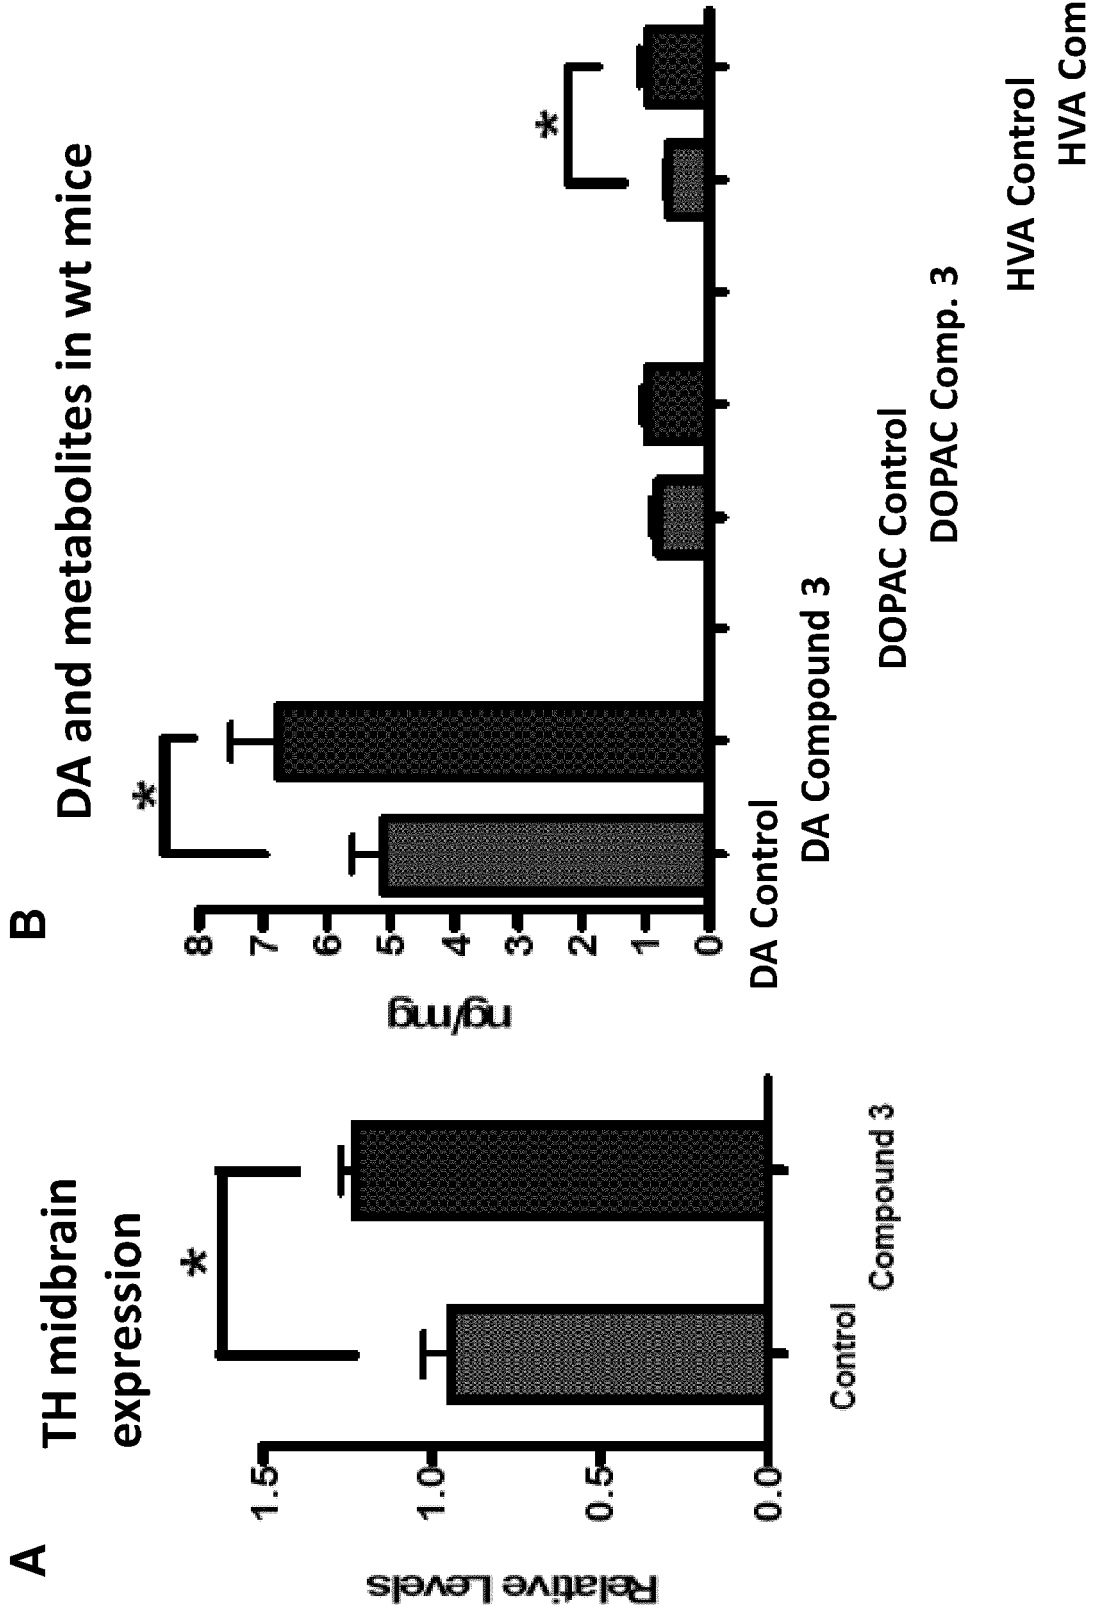 A
TH midbrain
expression
Relative Levels
1.5
1.0
0.5
0.0
*
Control
Compound 3
B
DA and metabolites in wt mice
ng/mg
8
7
6
5
4
3
2
1
0
*
*
DA Control
DA Compound 3
DOPAC Control
DOPAC Comp. 3
HVA Control
HVA Com